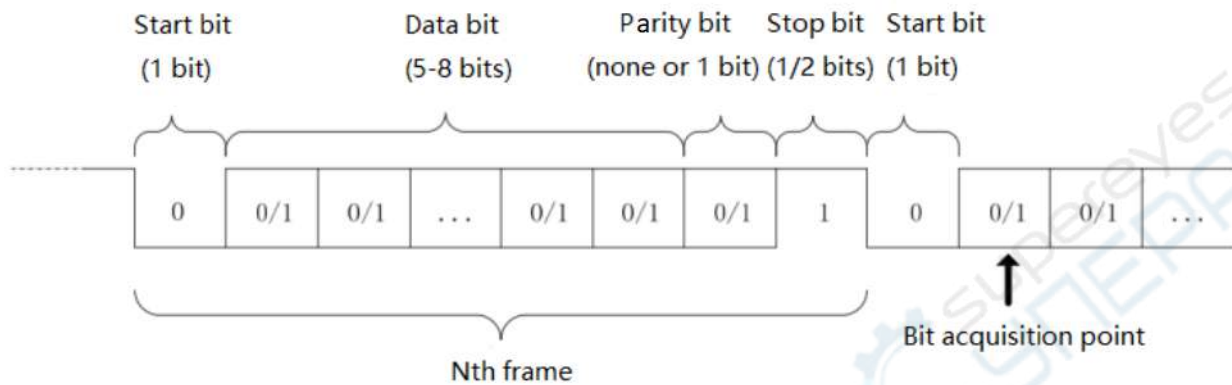 Start bit Data bit Parity bit Stop bit Start bit
(1 bit) (5-8 bits) (none or 1 bit) (1/2 bits) (1 bit)
0 0/1 0/1 ... 0/1 0/1 0/1 1 0 0/1 0/1 ...
Bit acquisition point
Nth frame
supereyes